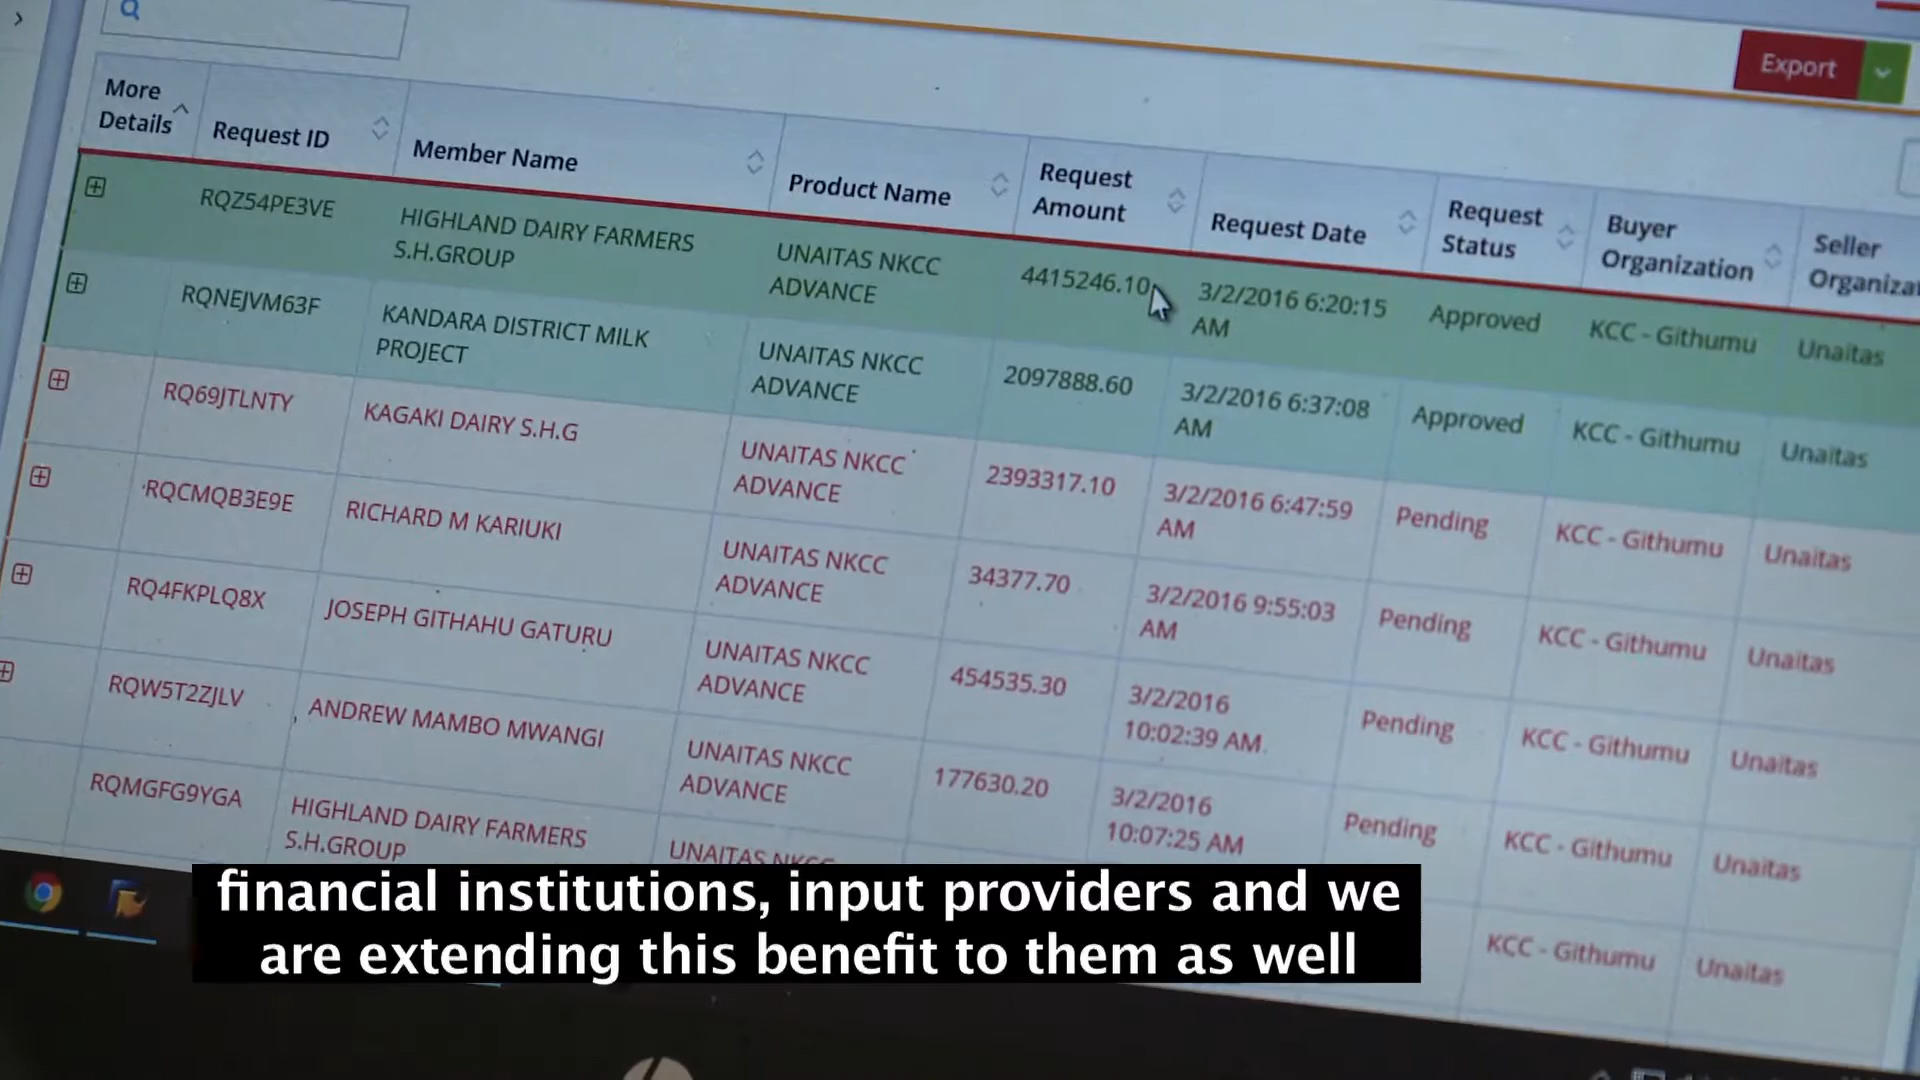 Export
More Details
Request ID
Member Name
Product Name
Request Amount
Request Date
Request Status
Buyer Organization
Seller
RQZ54PE3VE
HIGHLAND DAIRY FARMERS S.H.GROUP
UNAITAS NKCC ADVANCE
4415246.10
3/2/2016 6:20:15 AM
Approved
KCC - Githumu
Unaitas
RQNEJVM63F
KANDARA DISTRICT MILK PROJECT
UNAITAS NKCC ADVANCE
2097888.60
3/2/2016 6:37:08 AM
Approved
KCC - Githumu
Unaitas
RQ69JTLNTY
KAGAKI DAIRY S.H.G
UNAITAS NKCC ADVANCE
2393317.10
3/2/2016 6:47:59 AM
Pending
KCC - Githumu
Unaitas
RQCMQB3E9E
RICHARD M KARIUKI
UNAITAS NKCC ADVANCE
34377.70
3/2/2016 9:55:03 AM
Pending
KCC - Githumu
Unaitas
RQ4FKPLQ8X
JOSEPH GITHAHU GATURU
UNAITAS NKCC ADVANCE
454535.30
3/2/2016 10:02:39 AM
Pending
KCC - Githumu
Unaitas
RQW5T2ZJLV
ANDREW MAMBO MWANGI
UNAITAS NKCC ADVANCE
177630.20
3/2/2016 10:07:25 AM
Pending
KCC - Githumu
Unaitas
RQMGFG9YGA
HIGHLAND DAIRY FARMERS S.H.GROUP
UNAITAS NKCC
KCC - Githumu
Unaitas
financial institutions, input providers and we
are extending this benefit to them as well